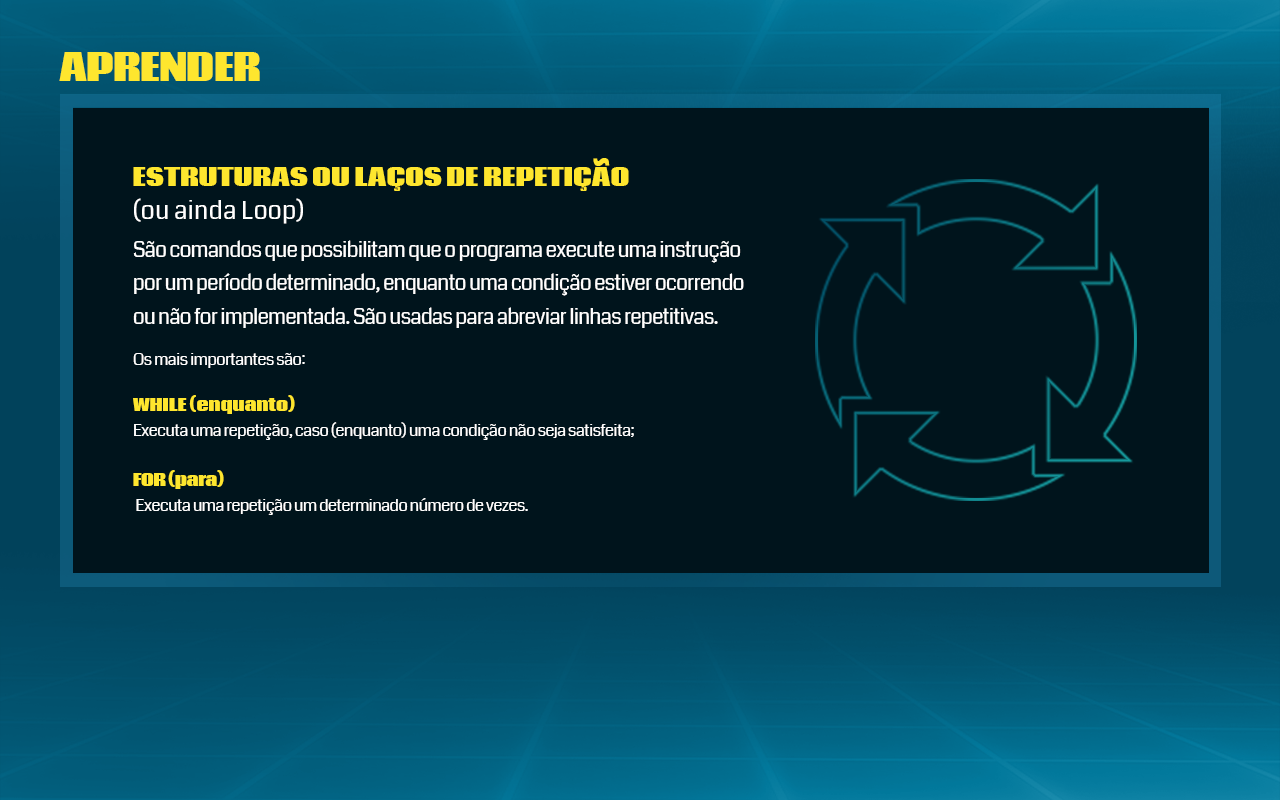 APRENDER
ESTRUTURAS OU LAÇOS DE REPETIÇÃO
(ou ainda Loop)
São comandos que possibilitam que o programa execute uma instrução
por um período determinado, enquanto uma condição estiver ocorrendo
ou não for implementada. São usadas para abreviar linhas repetitivas.
Os mais importantes são:
WHILE (enquanto)
Executa uma repetição, caso (enquanto) uma condição não seja satisfeita;
FOR (para)
Executa uma repetição um determinado número de vezes.